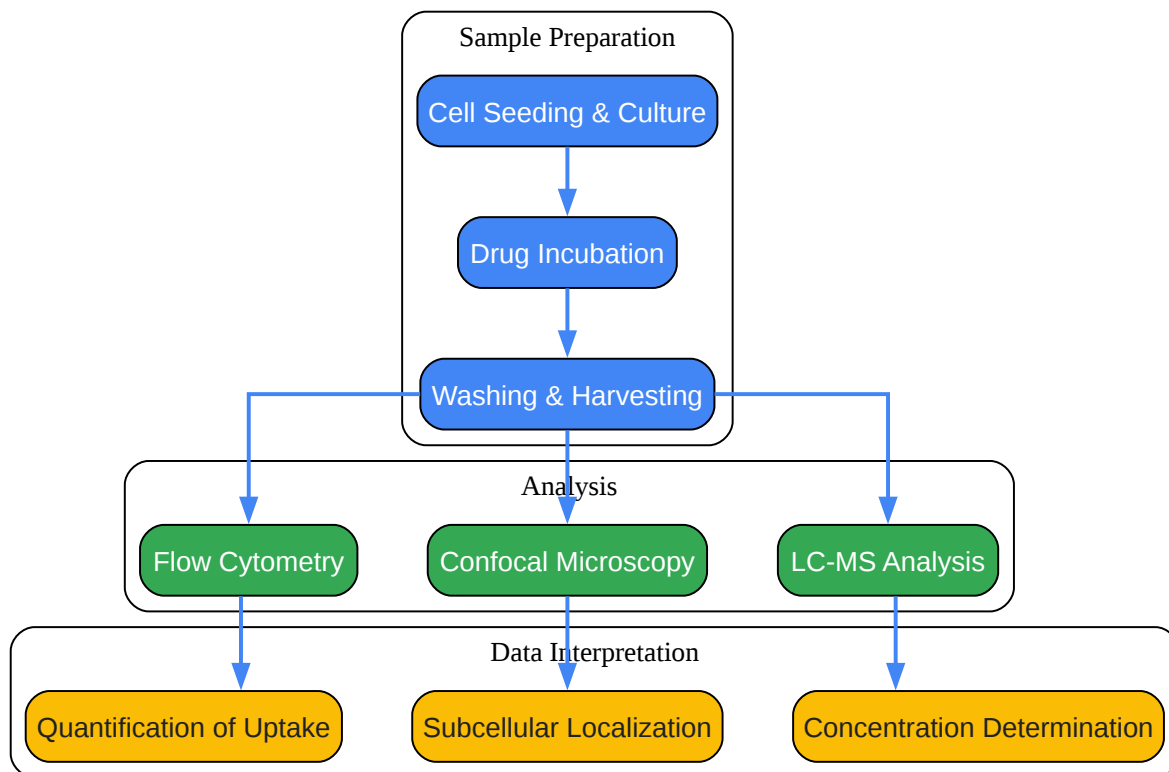 Sample Preparation
Cell Seeding & Culture
Drug Incubation
Washing & Harvesting
Analysis
Flow Cytometry
Confocal Microscopy
LC-MS Analysis
Data Interpretation
Quantification of Uptake
Subcellular Localization
Concentration Determination